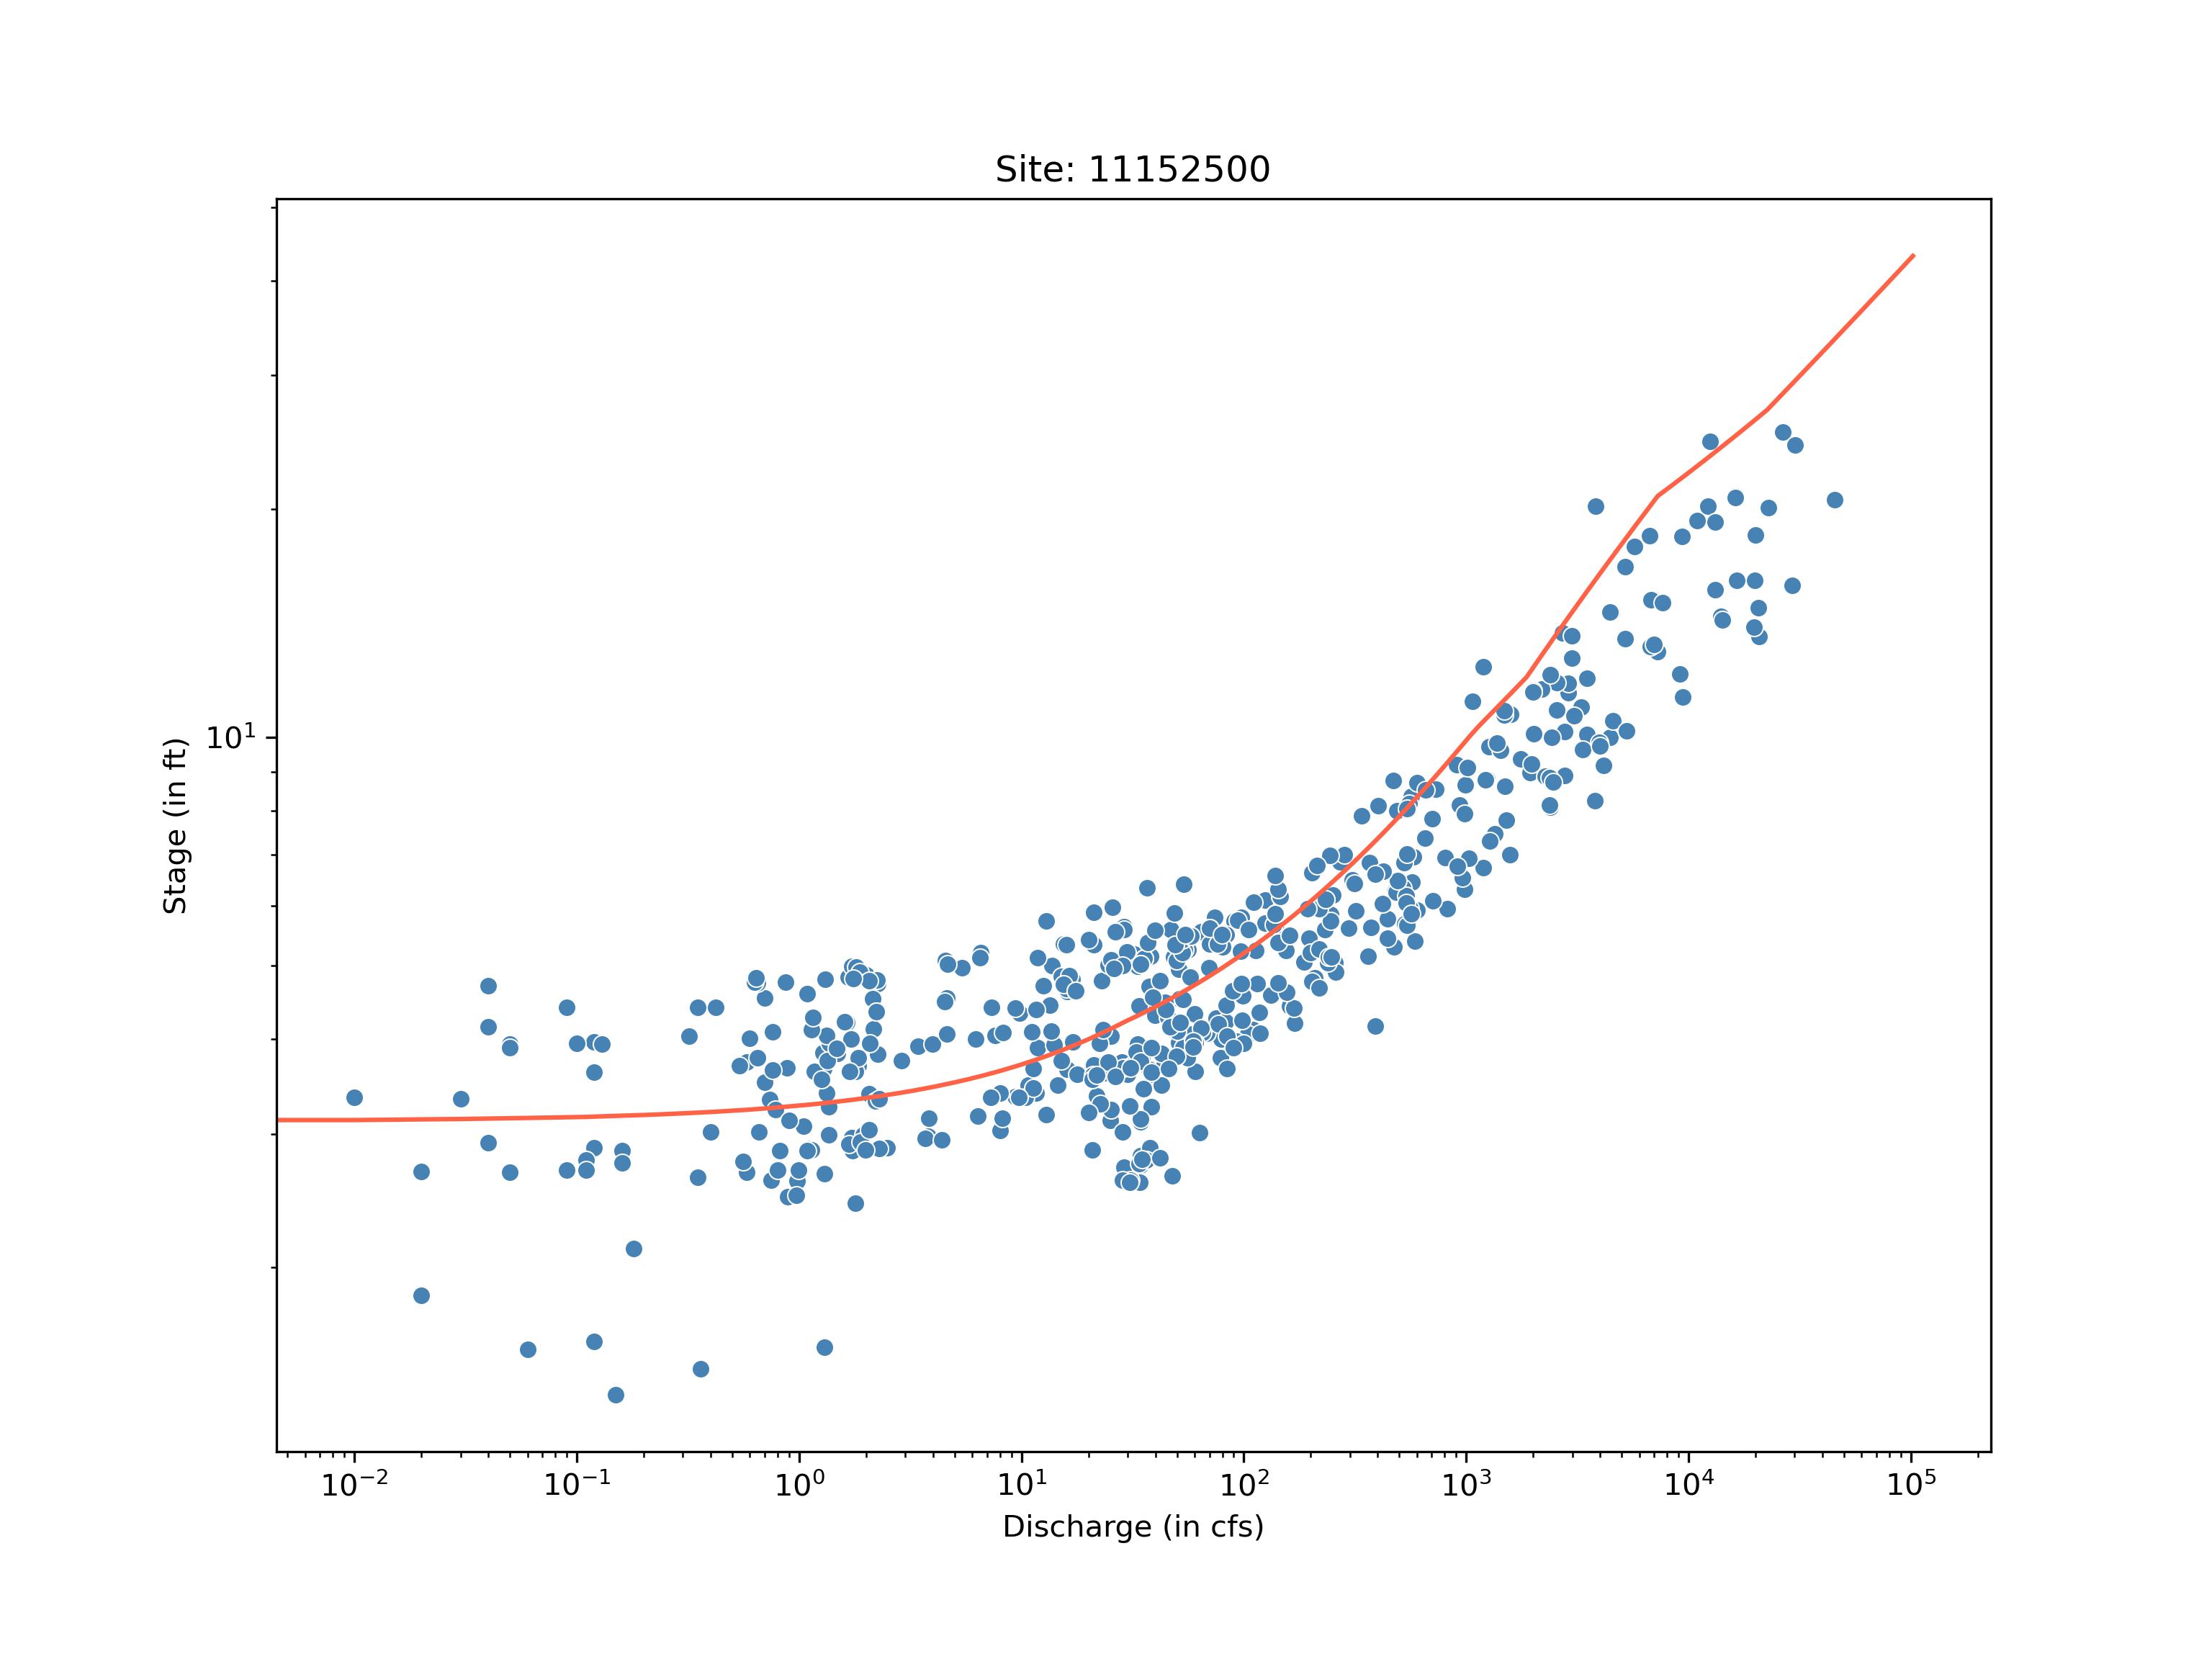 Site: 11152500
Stage (in ft)
10¹
10⁻² 10⁻¹ 10⁰ 10¹ 10² 10³ 10⁴ 10⁵
Discharge (in cfs)